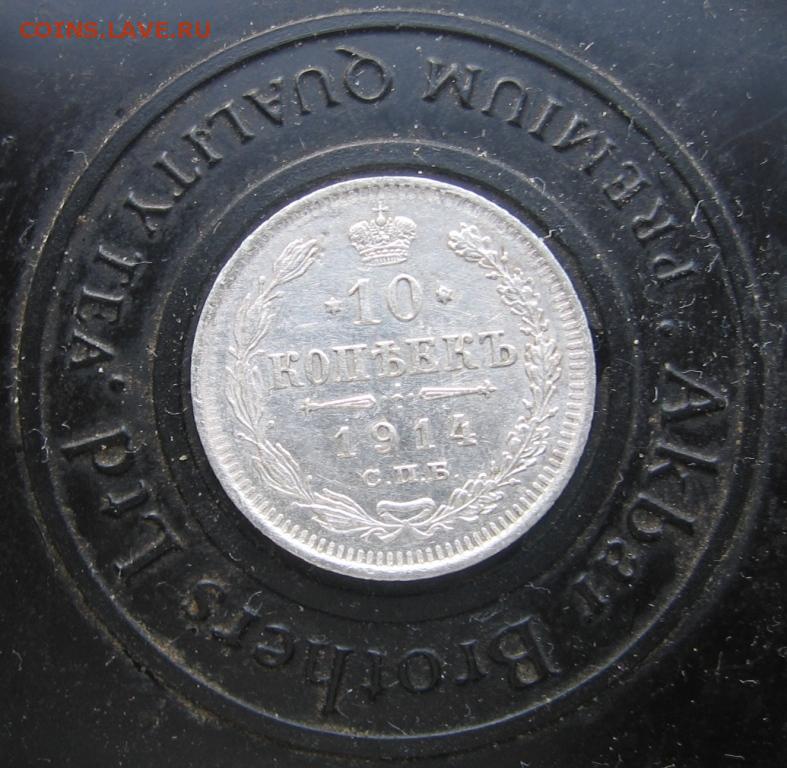 COINS.LAVE.RU
10
КОПѢЕКЪ
1914
С.П.Б
Akbar Brothers Ltd
PREMIUM QUALITY TEA